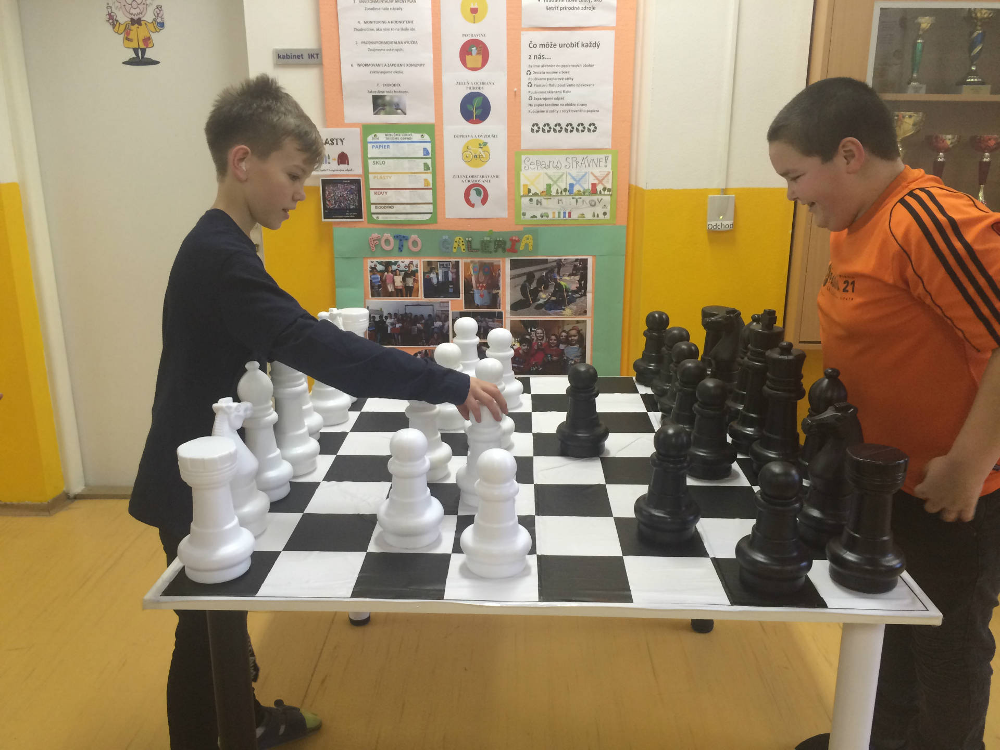 3. ENVIRONMENTÁLNY AKČNÝ PLÁN
Zoradíme naše nápady.
4. MONITORING A HODNOTENIE
Zhodnotíme, ako nám to na škole ide.
5. PROENVIRONMENTÁLNA VÝUČBA
Zaujmeme ostatných.
6. INFORMOVANIE A ZAPOJENIE KOMUNITY
Zaktivizujeme okolie.
7. EKOKÓDEX
Zakreslíme naše hodnoty.
kabinet IKT
POTRAVINY
ZELEŇ A OCHRANA
PRÍRODY
DOPRAVA A OVZDUŠIE
ZELENÉ OBSTARÁVANIE
A ÚRADOVANIE
hľadáme nové cesty, ako
šetriť prírodné zdroje
Čo môže urobiť každý
z nás...
Balíme učebnice do papierových obalov
Desiatu nosíme v boxe
Používame papierové sáčky
Plastovú fľašu používame opakovane
Používame sklenenú fľašu
Separujeme odpad
Na papier kreslíme na obidve strany
Kupujeme si zošity z recyklovaného papiera
LASTY
NEBUĎME LENIVÍ,
TRIEĎME ODPAD!
PAPIER
SKLO
PLASTY
KOVY
BIOODPAD
Separuj SPRÁVNE!
FOTO GALÉRIA
Odchod
21